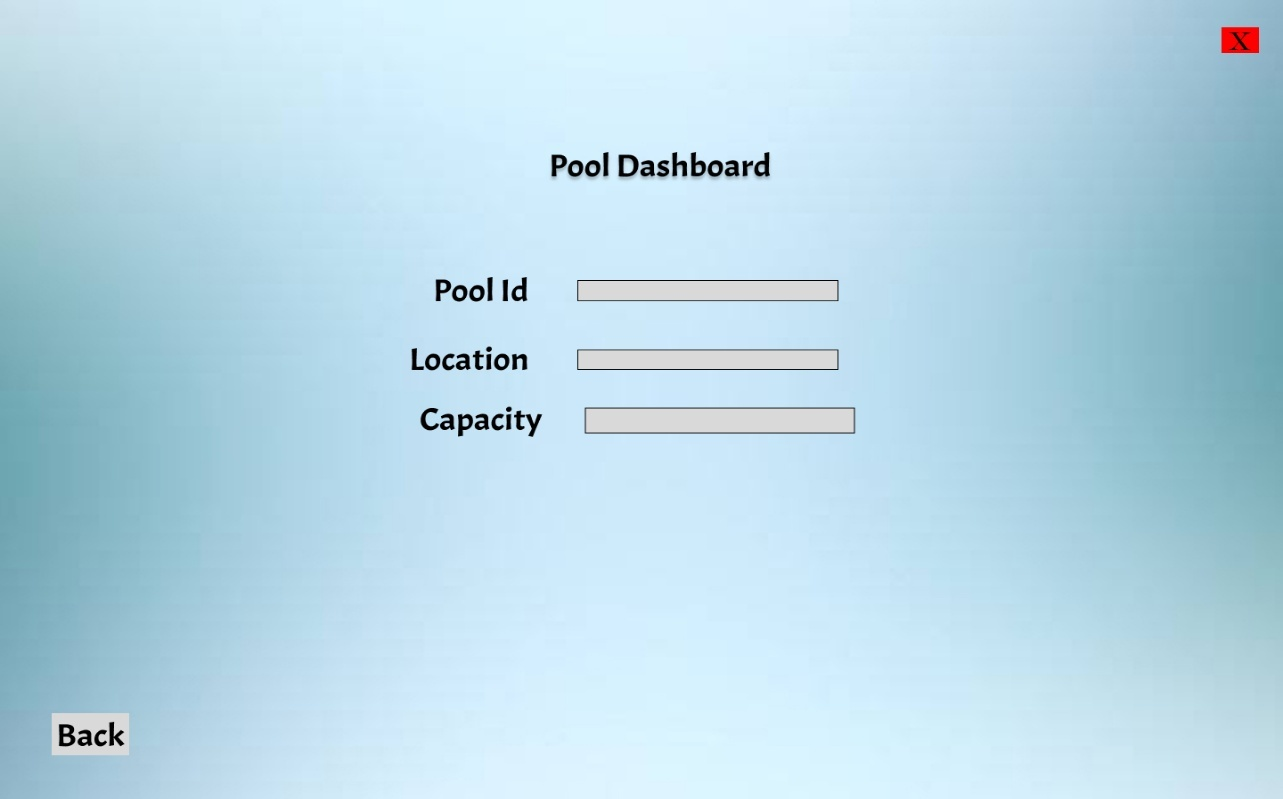 X
Pool Dashboard
Pool Id
Location
Capacity
Back